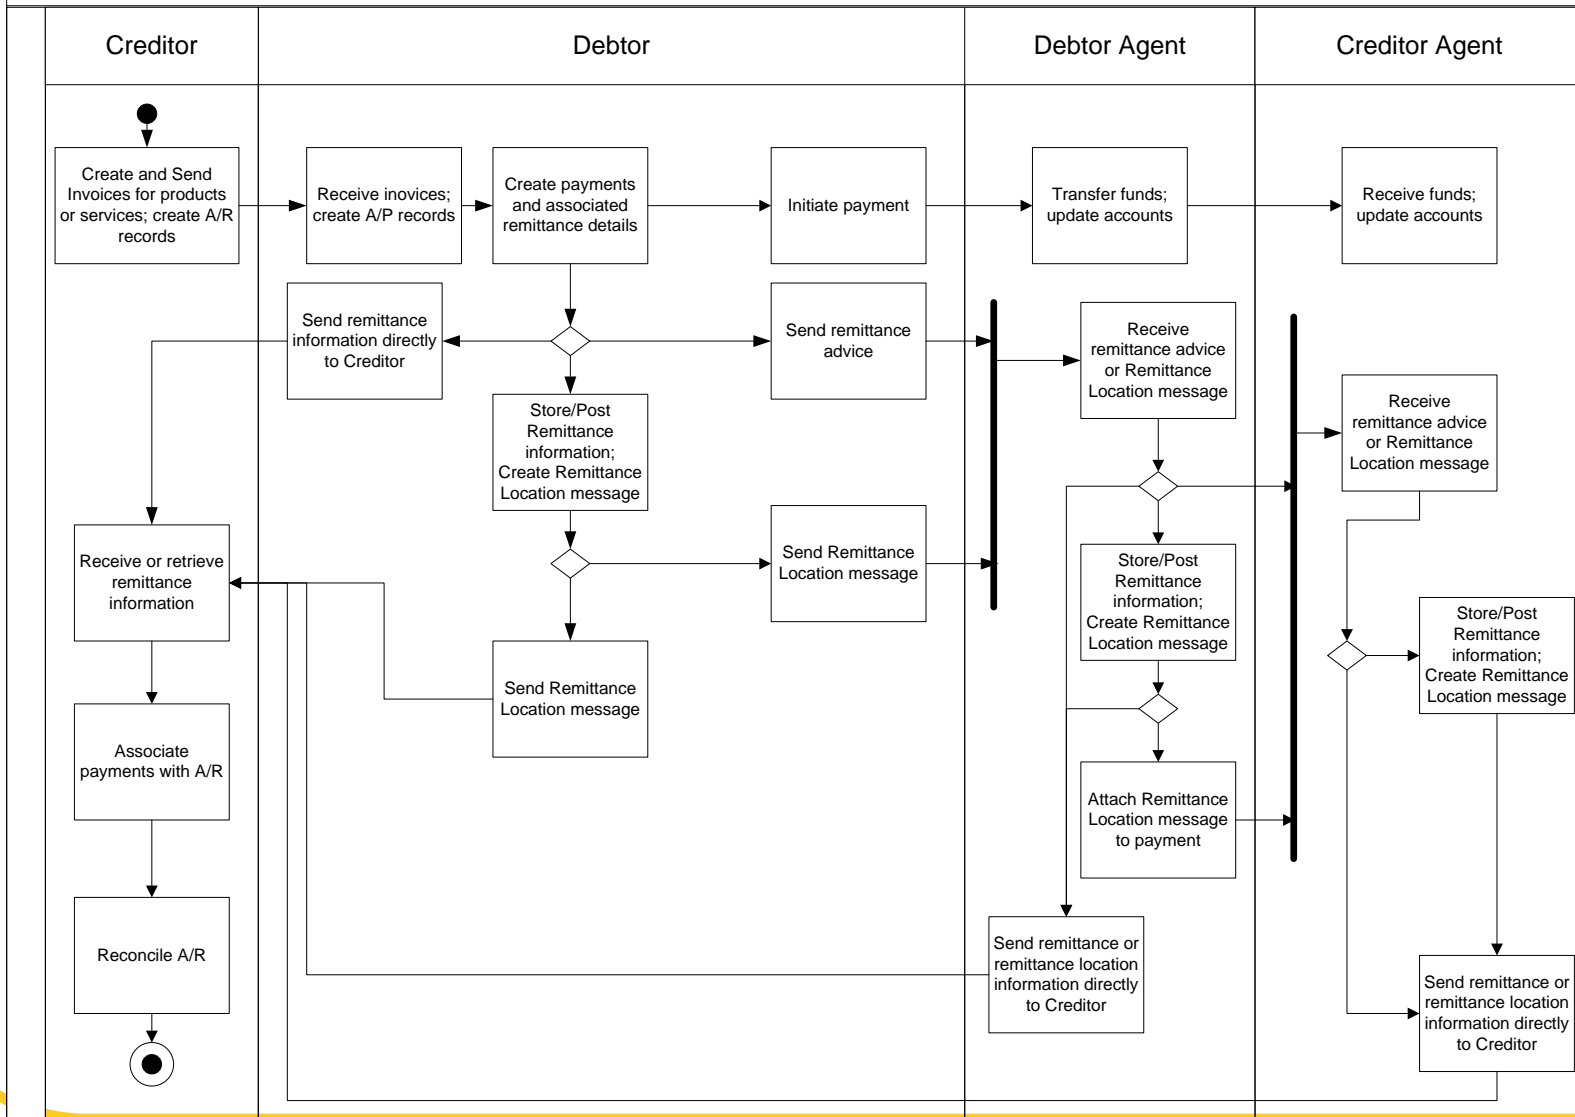 Creditor
Debtor
Debtor Agent
Creditor Agent
Create and Send
Invoices for products
or services; create A/R
records
Receive inovices;
create A/P records
Create payments
and associated
remittance details
Initiate payment
Transfer funds;
update accounts
Receive funds;
update accounts
Send remittance
information directly
to Creditor
Send remittance
advice
Receive
remittance advice
or Remittance
Location message
Receive
remittance advice
or Remittance
Location message
Store/Post
Remittance
information;
Create Remittance
Location message
Receive or retrieve
remittance
information
Send Remittance
Location message
Store/Post
Remittance
information;
Create Remittance
Location message
Store/Post
Remittance
information;
Create Remittance
Location message
Send Remittance
Location message
Associate
payments with A/R
Attach Remittance
Location message
to payment
Reconcile A/R
Send remittance or
remittance location
information directly
to Creditor
Send remittance or
remittance location
information directly
to Creditor